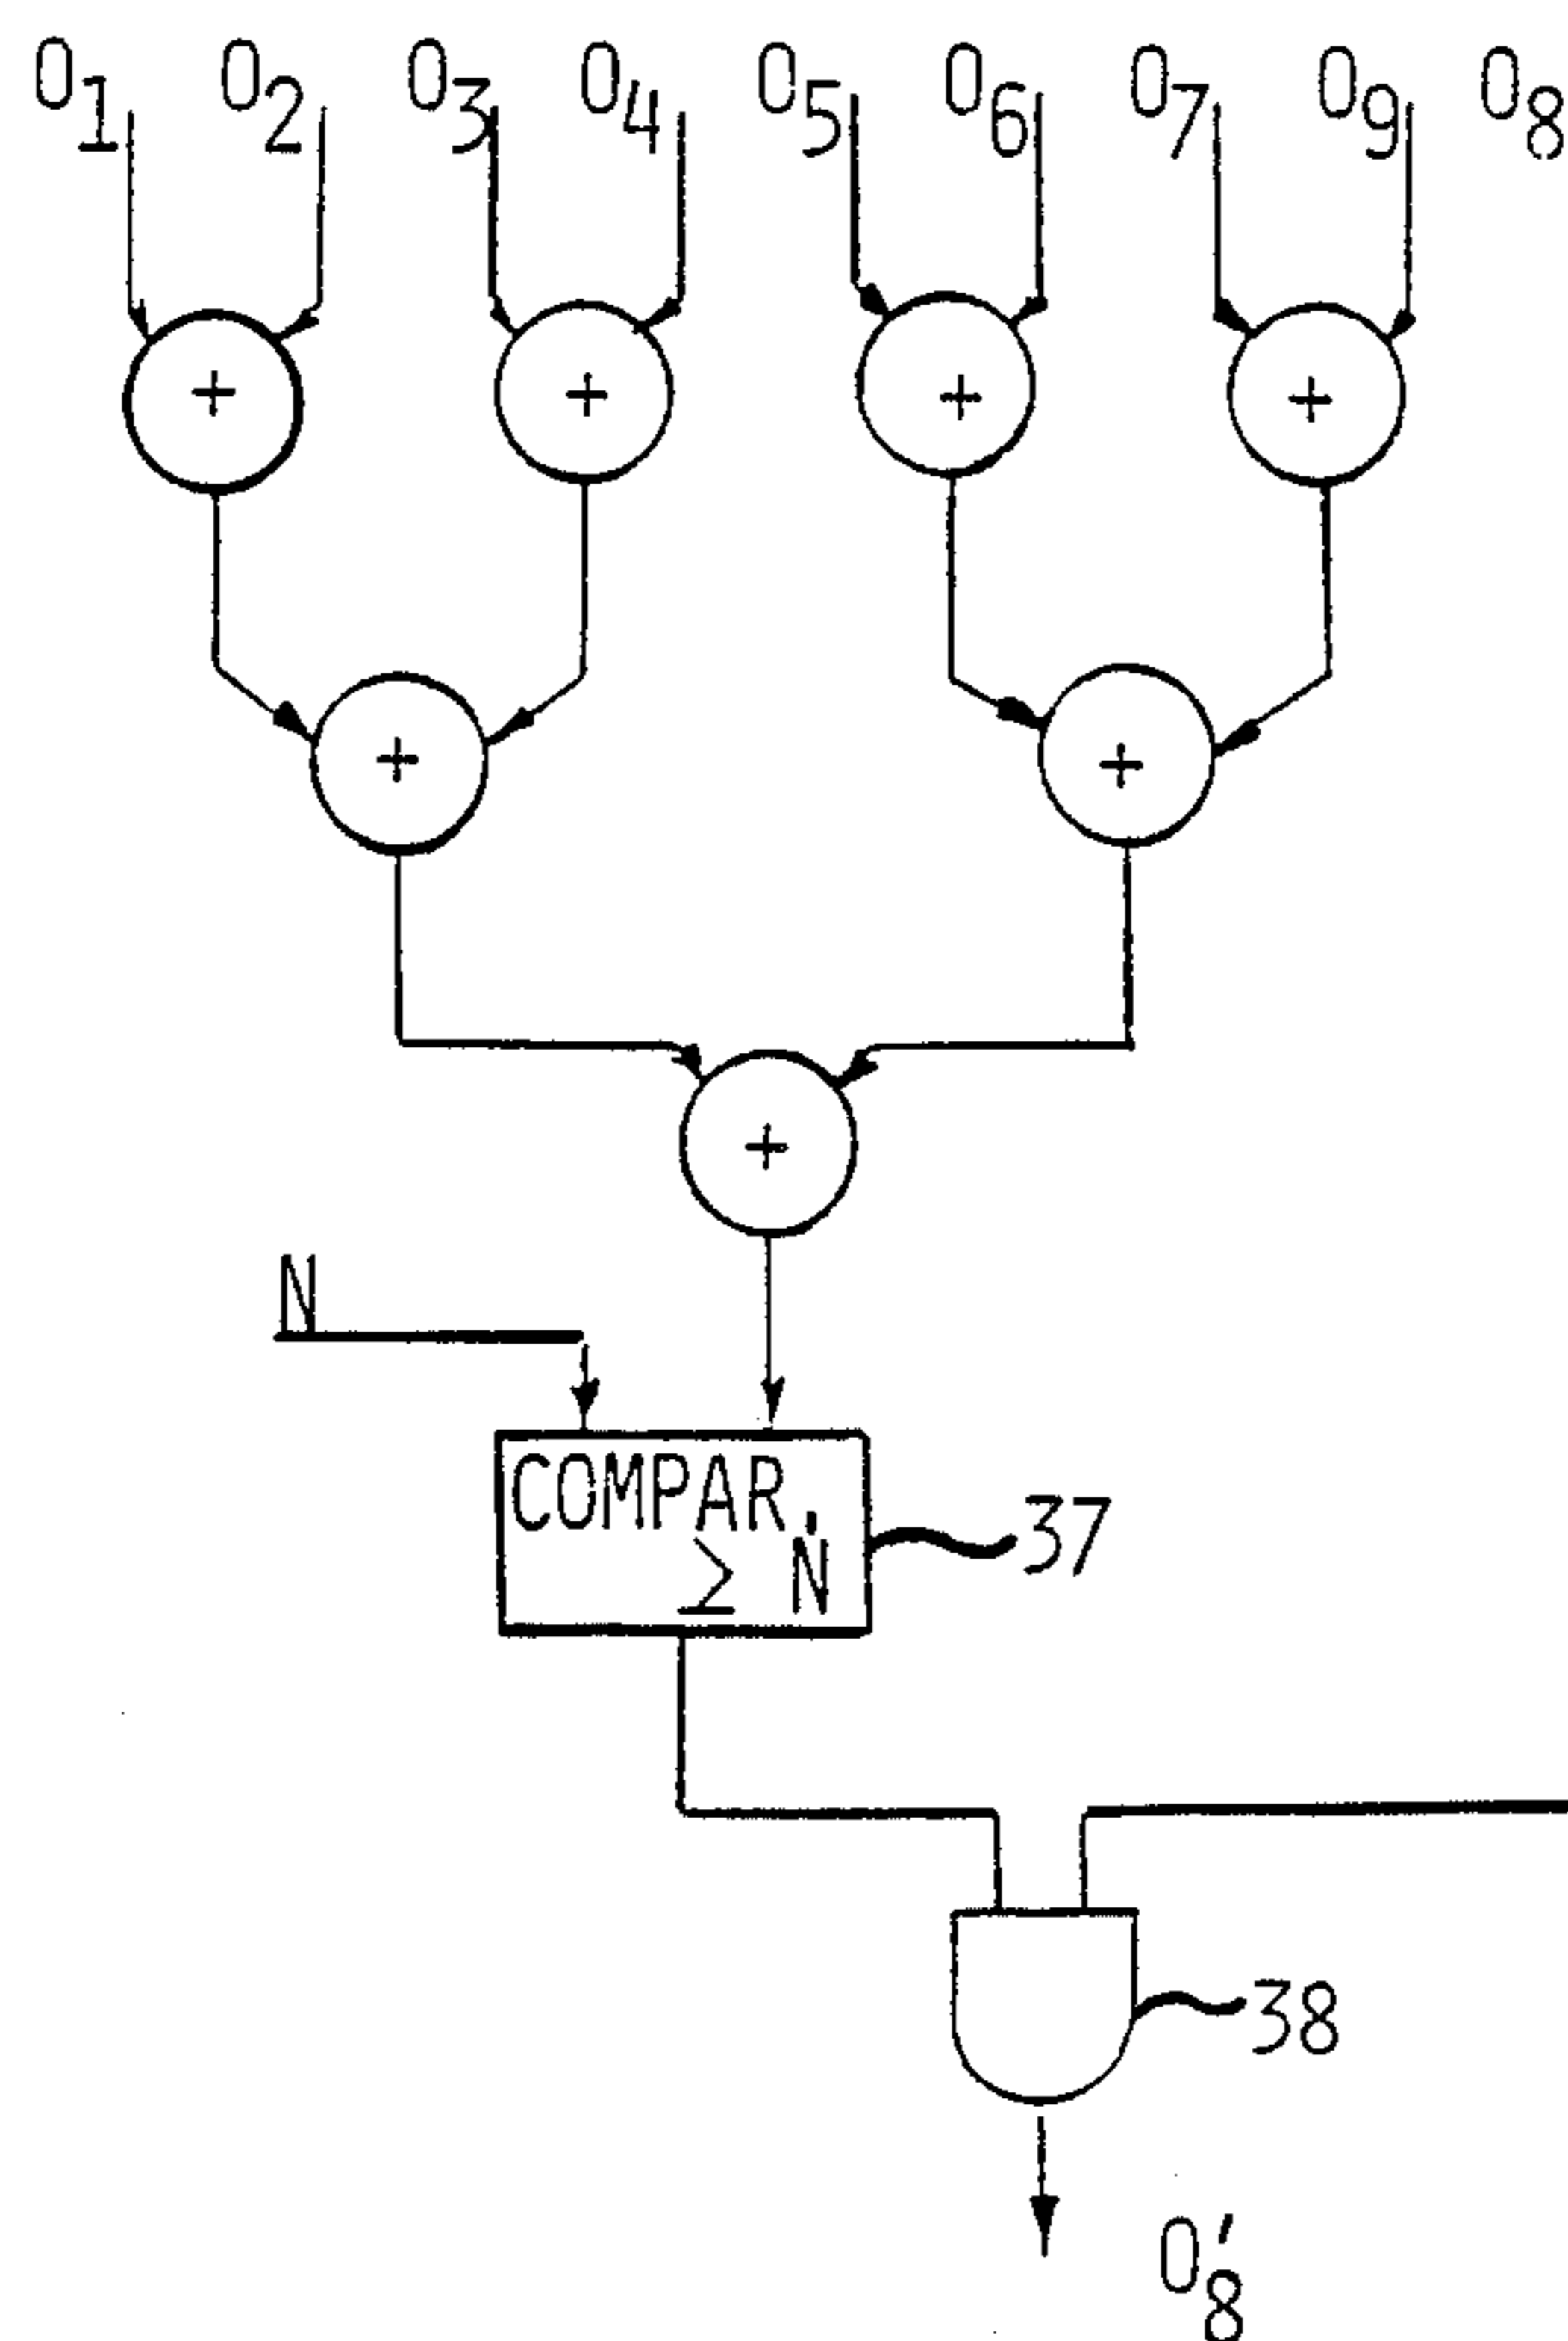 O1 O2 O3 O4 O5 O6 O7 O9 O8
+ + + +
+ +
+
N
COMPAR.
Σ N
37
38
O'8